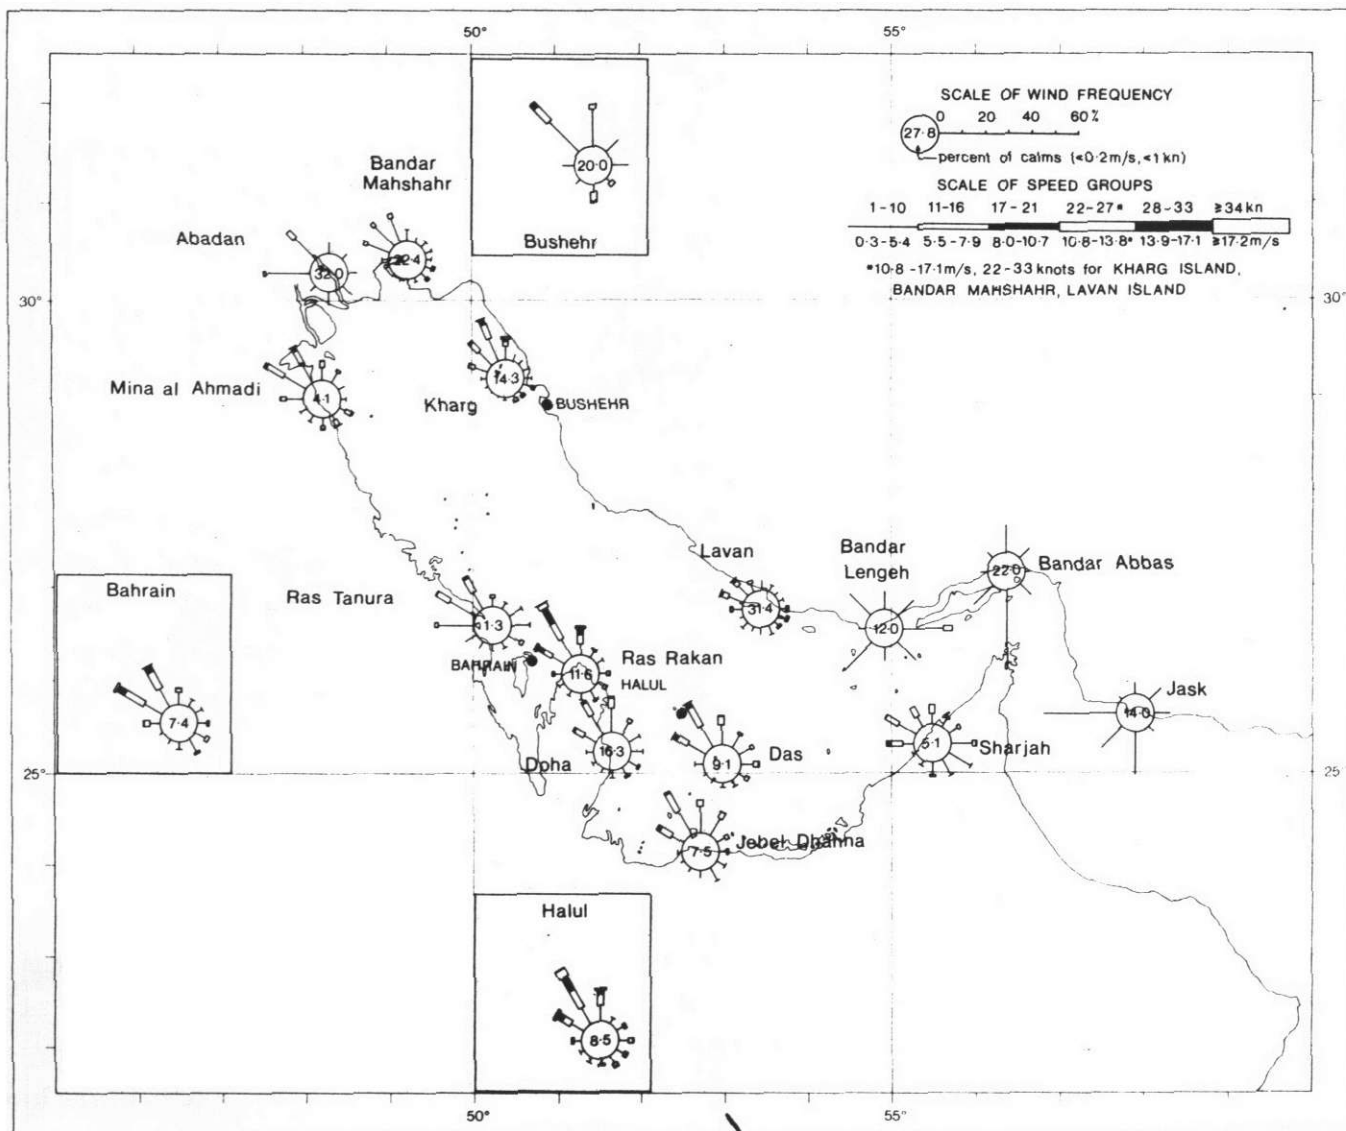 50°
55°
SCALE OF WIND FREQUENCY
0 20 40 60%
27·8
percent of calms (<0·2m/s,<1kn)
SCALE OF SPEED GROUPS
1-10 11-16 17-21 22-27* 28-33 ≥34kn
0·3-5·4 5·5-7·9 8·0-10·7 10·8-13·8* 13·9-17·1 ≥17·2m/s
*10·8-17·1m/s, 22-33knots for KHARG ISLAND,
BANDAR MAHSHAHR, LAVAN ISLAND
Bandar
Mahshahr
20·0
Bushehr
Abadan
32·0
22·4
30°
30°
Mina al Ahmadi
4·1
Kharg
14·3
BUSHEHR
Lavan
31·4
Bandar
Lengeh
12·0
22·0
Bandar Abbas
Bahrain
7·4
Ras Tanura
1·3
BAHRAIN
11·6
Ras Rakan
HALUL
Jask
14·0
Doha
16·3
9·1
Das
5·1
Sharjah
25°
25°
7·5
Jebel Dhanna
Halul
8·5
50°
55°